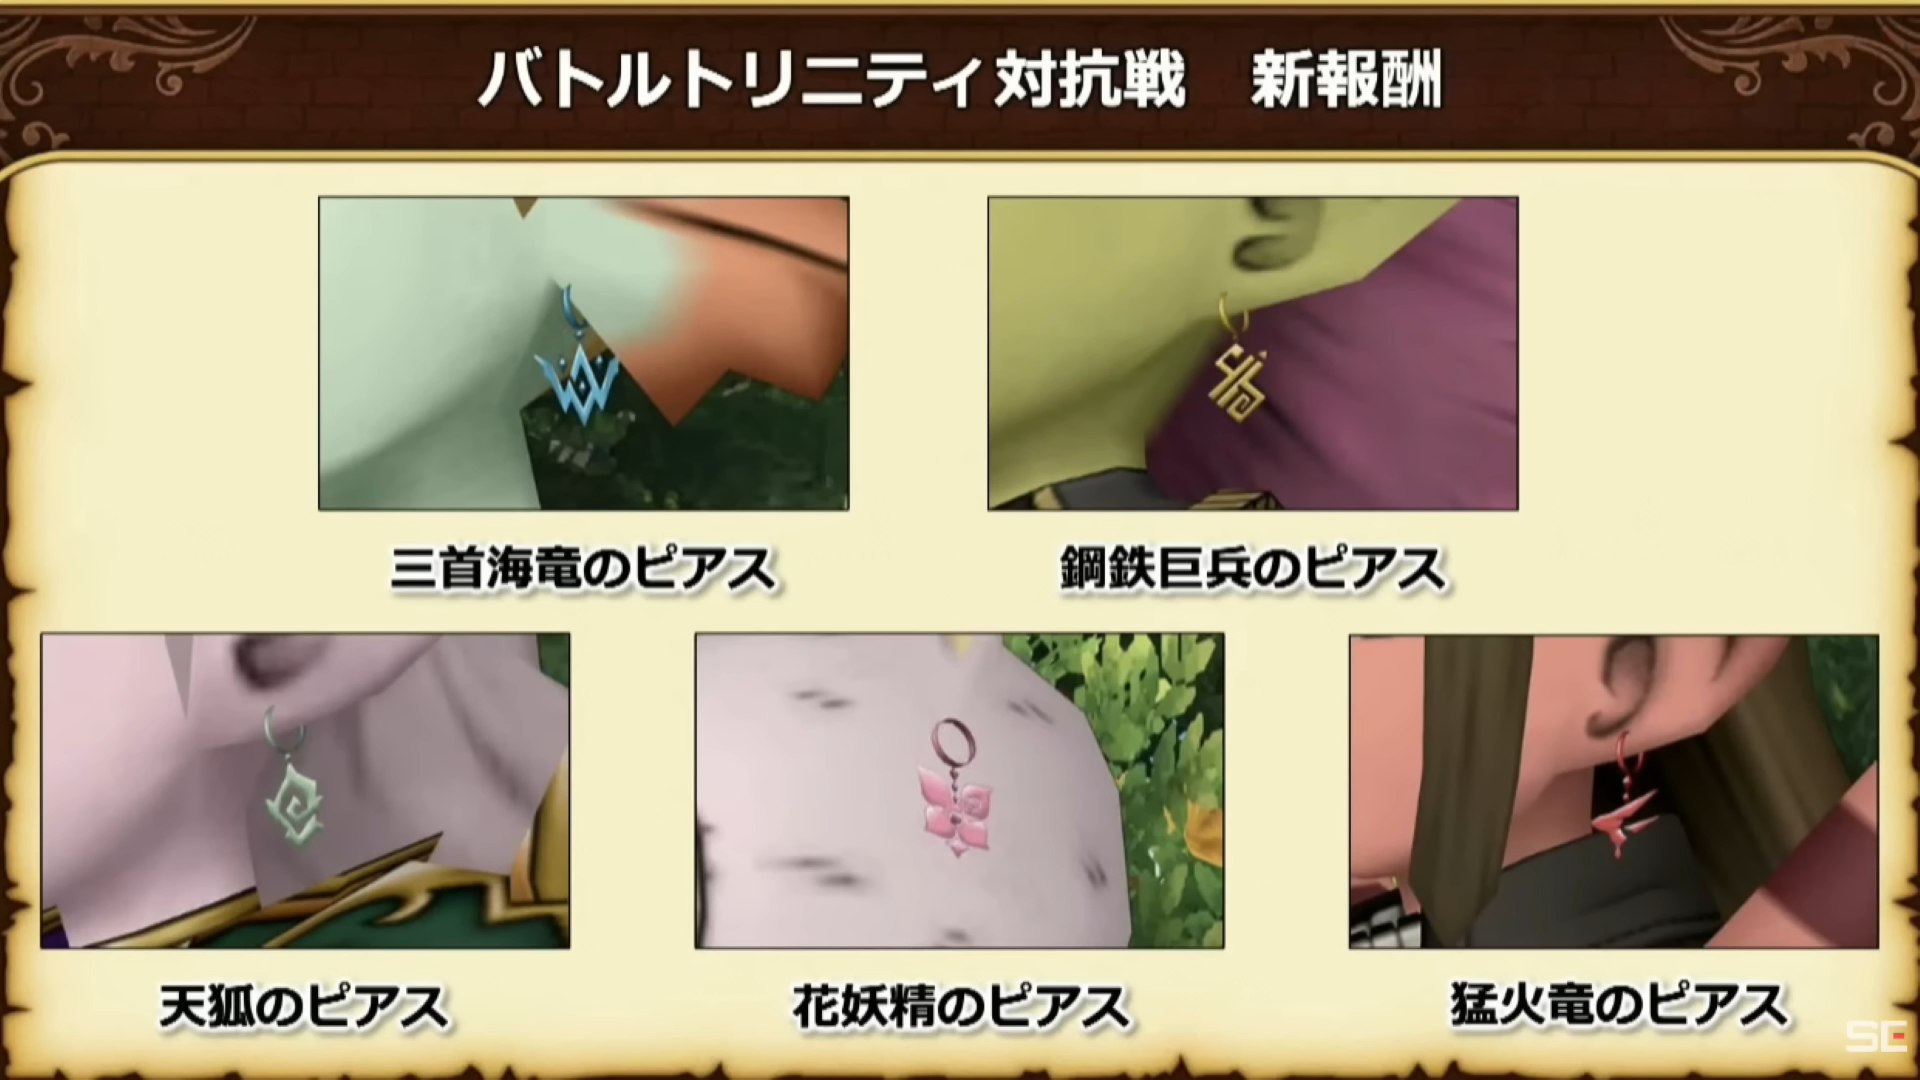 バトルトリニティ対抗戦　新報酬
三首海竜のピアス
鋼鉄巨兵のピアス
天狐のピアス
花妖精のピアス
猛火竜のピアス
SE